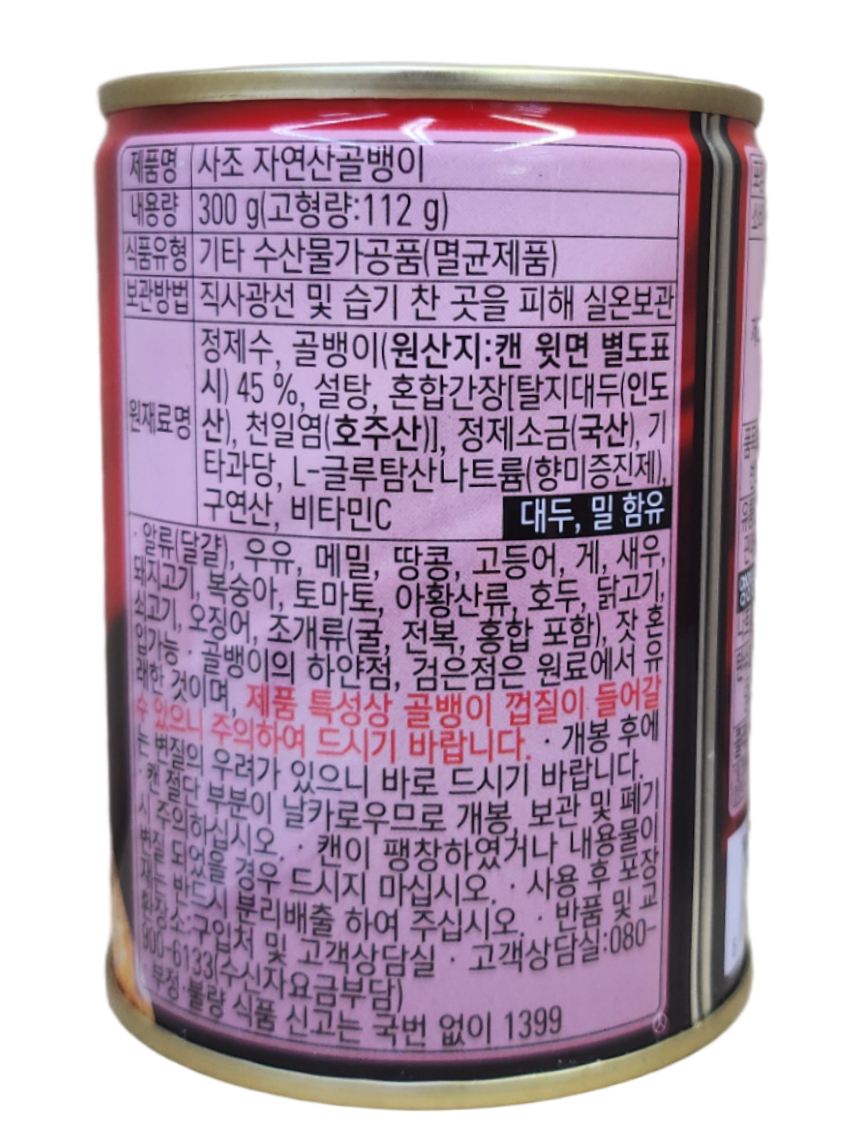 제품명 사조 자연산골뱅이
내용량 300 g(고형량:112 g)
식품유형 기타 수산물가공품(멸균제품)
보관방법 직사광선 및 습기 찬 곳을 피해 실온보관
원재료명 정제수, 골뱅이(원산지:캔 윗면 별도표
시) 45 %, 설탕, 혼합간장[탈지대두(인도
산), 천일염(호주산)], 정제소금(국산), 기
타과당, L-글루탐산나트륨(향미증진제),
구연산, 비타민C 대두, 밀 함유
· 알류(달걀), 우유, 메밀, 땅콩, 고등어, 게, 새우,
돼지고기, 복숭아, 토마토, 아황산류, 호두, 닭고기,
쇠고기, 오징어, 조개류(굴, 전복, 홍합 포함), 잣 혼
입가능 · 골뱅이의 하얀점, 검은점은 원료에서 유
래한 것이며, 제품 특성상 골뱅이 껍질이 들어갈
수 있으니 주의하여 드시기 바랍니다. · 개봉 후에
는 변질의 우려가 있으니 바로 드시기 바랍니다.
· 캔 절단 부분이 날카로우므로 개봉, 보관 및 폐기
시 주의하십시오. · 캔이 팽창하였거나 내용물이
변질 되었을 경우 드시지 마십시오. · 사용 후 포장
재는 반드시 분리배출 하여 주십시오. · 반품 및 교
환장소:구입처 및 고객상담실 · 고객상담실:080-
900-6133(수신자요금부담)
· 부정·불량 식품 신고는 국번 없이 1399